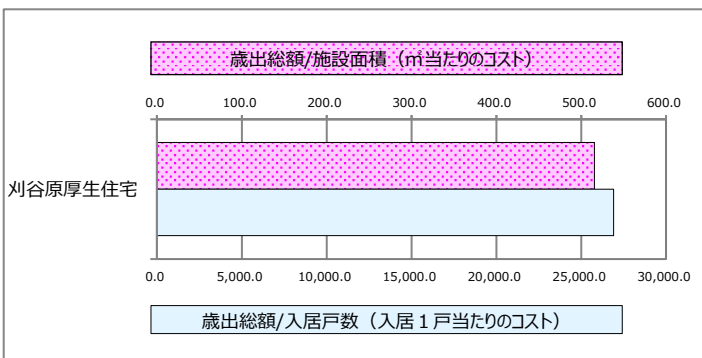 歳出総額/施設面積（㎡当たりのコスト）
0.0 100.0 200.0 300.0 400.0 500.0 600.0
刈谷原厚生住宅
0.0 5,000.0 10,000.0 15,000.0 20,000.0 25,000.0 30,000.0
歳出総額/入居戸数（入居１戸当たりのコスト）